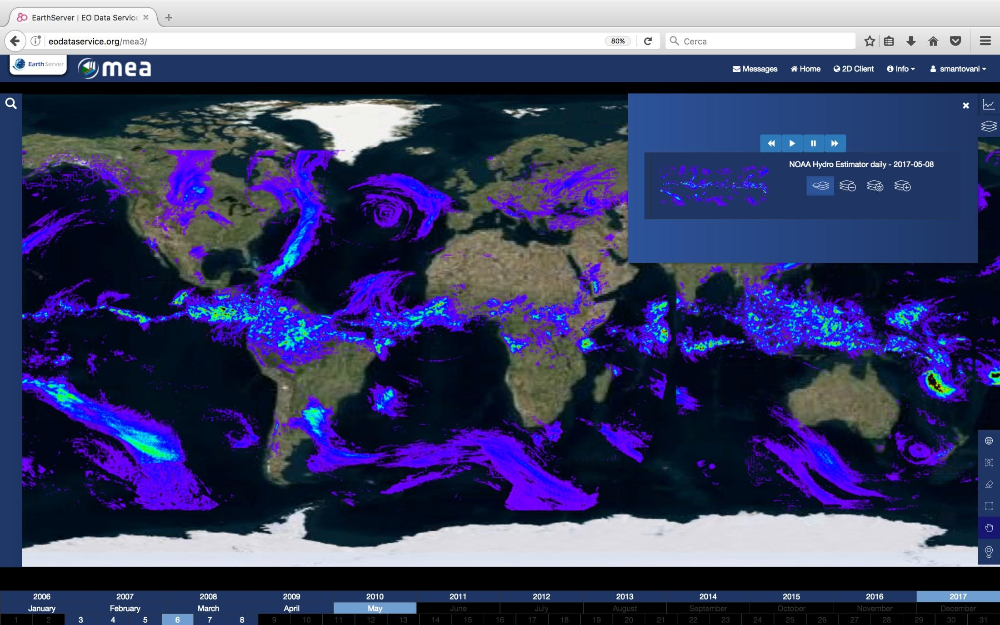 EarthServer | EO Data Service
eodataservice.org/mea3/
80%
Cerca
EarthServer
mea
Messages
Home
2D Client
Info
smantovani
NOAA Hydro Estimator daily - 2017-05-08
2006 2007 2008 2009 2010 2011 2012 2013 2014 2015 2016 2017
January February March April May June July August September October November December
1 2 3 4 5 6 7 8 9 10 11 12 13 14 15 16 17 18 19 20 21 22 23 24 25 26 27 28 29 30 31